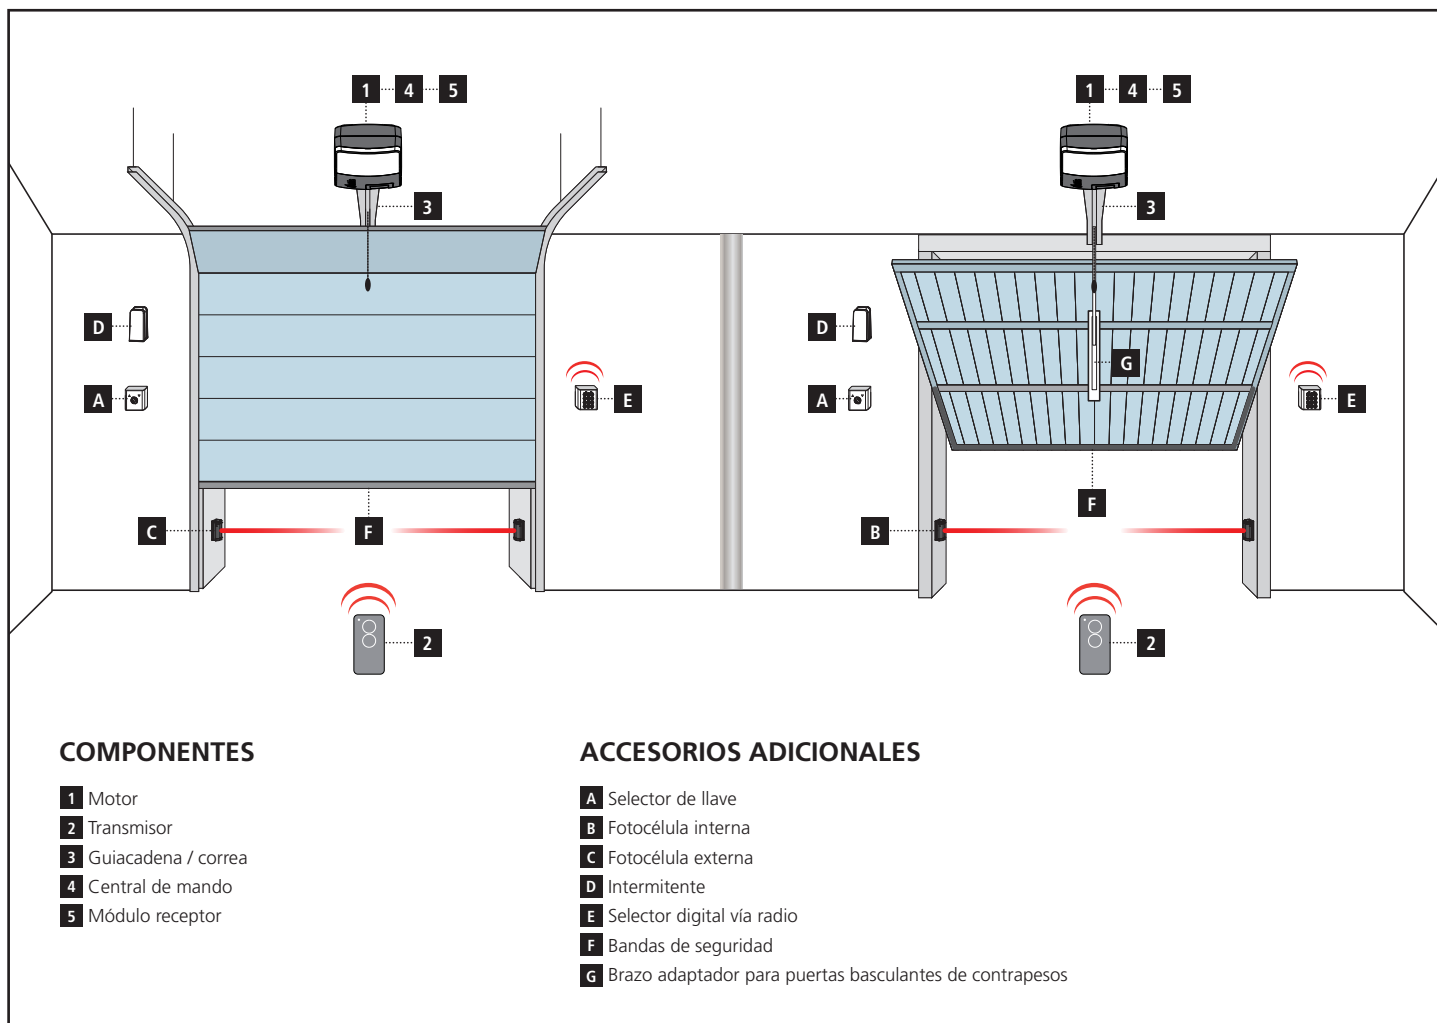 1 4 5
1 4 5
3
3
D
D
G
A
E
A
E
F
C
F
B
2
2
COMPONENTES
1 Motor
2 Transmisor
3 Guiacadena / correa
4 Central de mando
5 Módulo receptor
ACCESORIOS ADICIONALES
A Selector de llave
B Fotocélula interna
C Fotocélula externa
D Intermitente
E Selector digital vía radio
F Bandas de seguridad
G Brazo adaptador para puertas basculantes de contrapesos